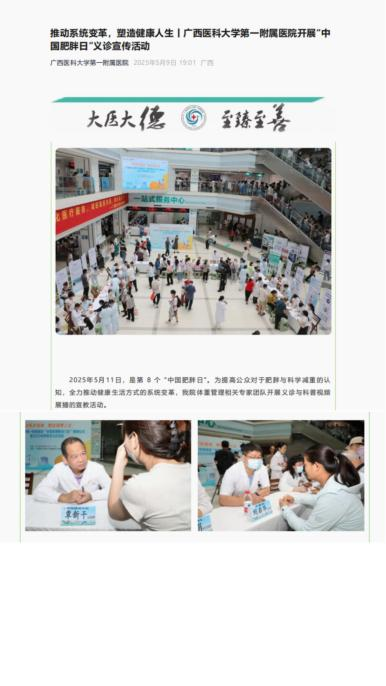 推动系统变革，塑造健康人生丨广西医科大学第一附属医院开展“中
国肥胖日”义诊宣传活动
广西医科大学第一附属医院 2025年5月9日 19:01 广西
大医大德 至臻至善
一站式服务中心
2025年5月11日，是第 8 个 “中国肥胖日”。为提高公众对于肥胖与科学减重的认
知，全力推动健康生活方式的系统变革，我院体重管理相关专家团队开展义诊与科普视频
展播的宣教活动。